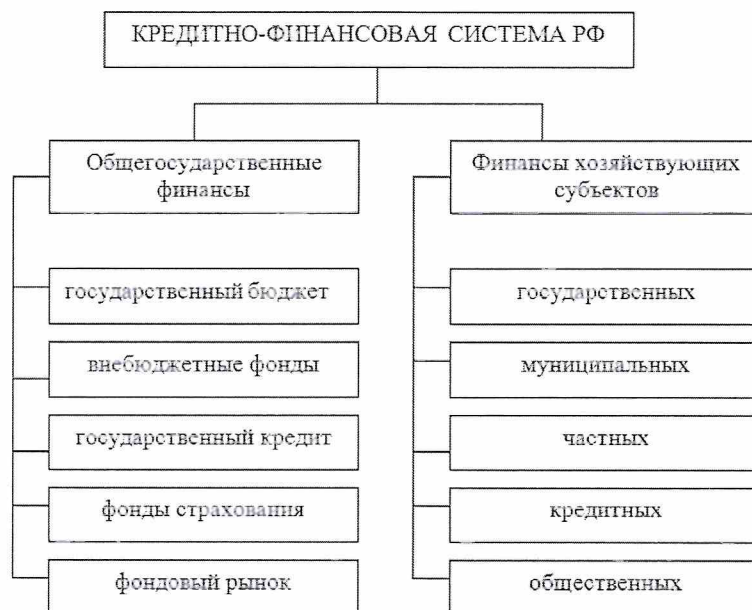 КРЕДИТНО-ФИНАНСОВАЯ СИСТЕМА РФ
Общегосударственные
финансы
государственный бюджет
внебюджетные фонды
государственный кредит
фонды страхования
фондовый рынок
Финансы хозяйствующих
субъектов
государственных
муниципальных
частных
кредитных
общественных